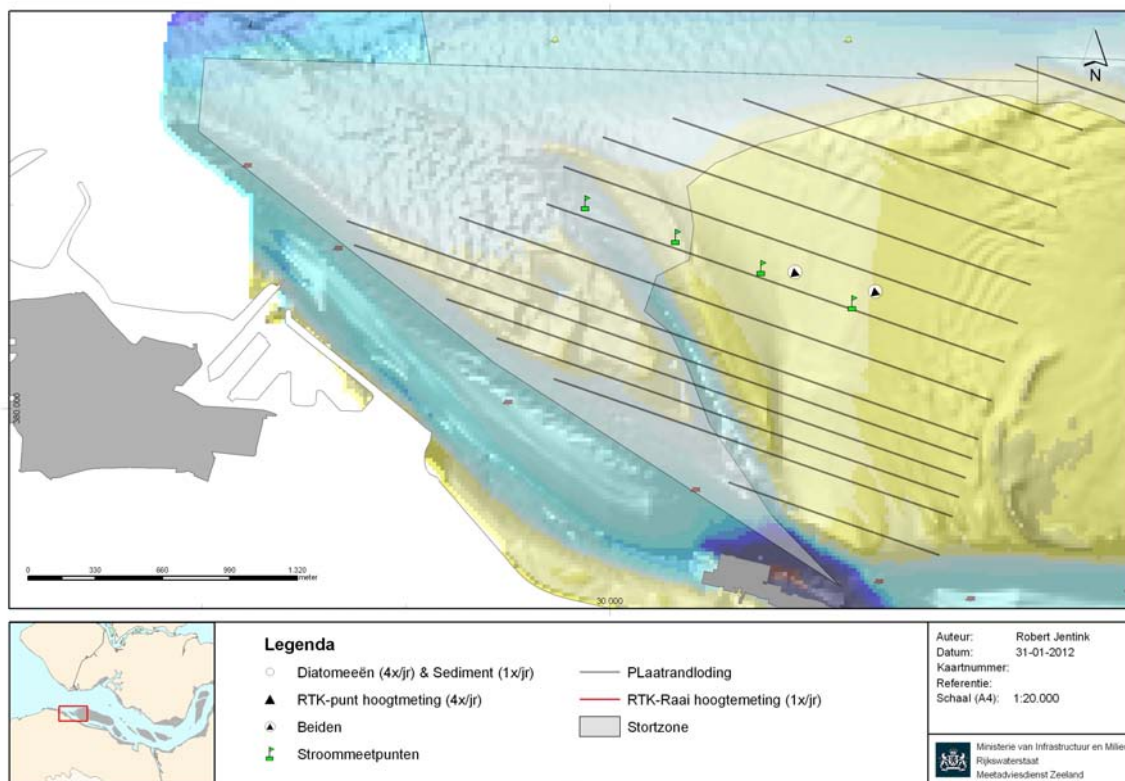 N
380 000
0 330 660 990 1.320
meter
30 000
Legenda
Diatomeeën (4x/jr) & Sediment (1x/jr)
RTK-punt hoogtmeting (4x/jr)
Beiden
Stroommeetpunten
PLaatrandloding
RTK-Raai hoogtemeting (1x/jr)
Stortzone
Auteur: Robert Jentink
Datum: 31-01-2012
Kaartnummer:
Referentie:
Schaal (A4): 1:20.000
Ministerie van Infrastructuur en Milieu
Rijkswaterstaat
Meetadviesdienst Zeeland